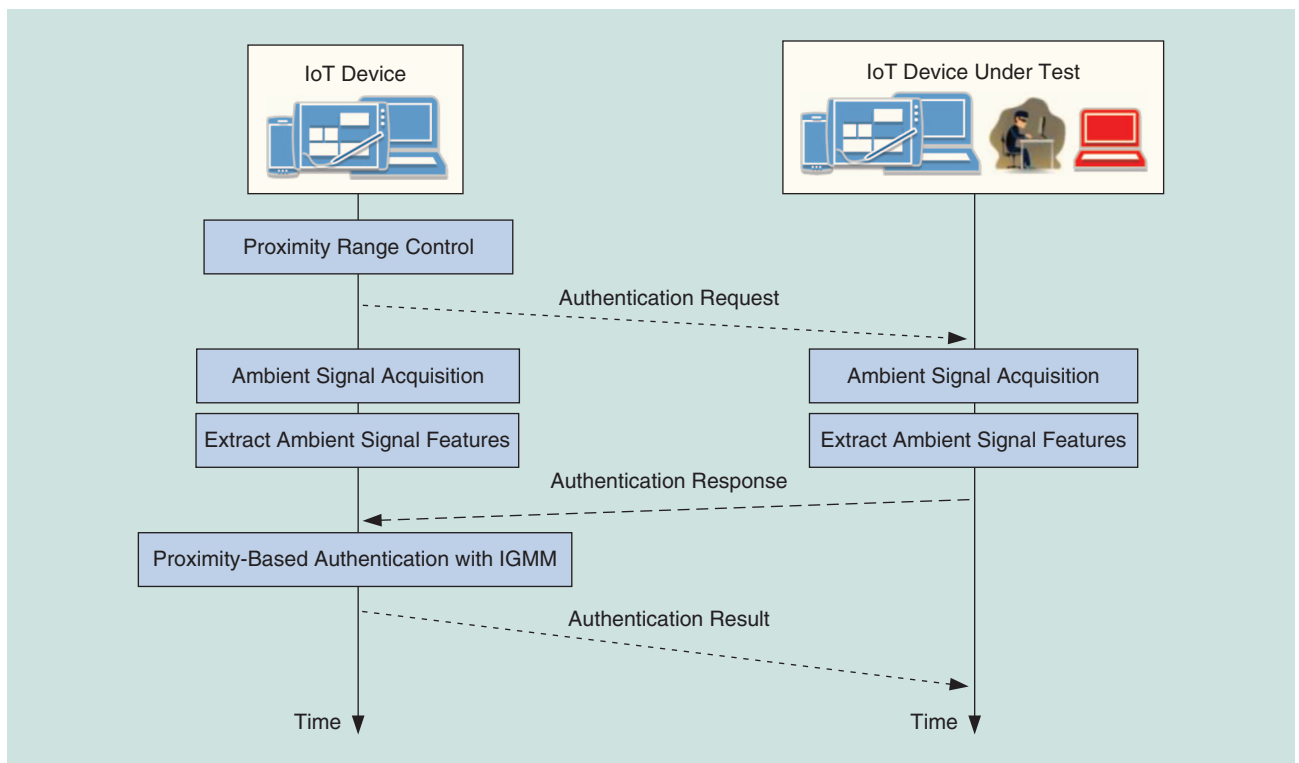 IoT Device
IoT Device Under Test
Proximity Range Control
Authentication Request
Ambient Signal Acquisition
Ambient Signal Acquisition
Extract Ambient Signal Features
Extract Ambient Signal Features
Authentication Response
Proximity-Based Authentication with IGMM
Authentication Result
Time
Time